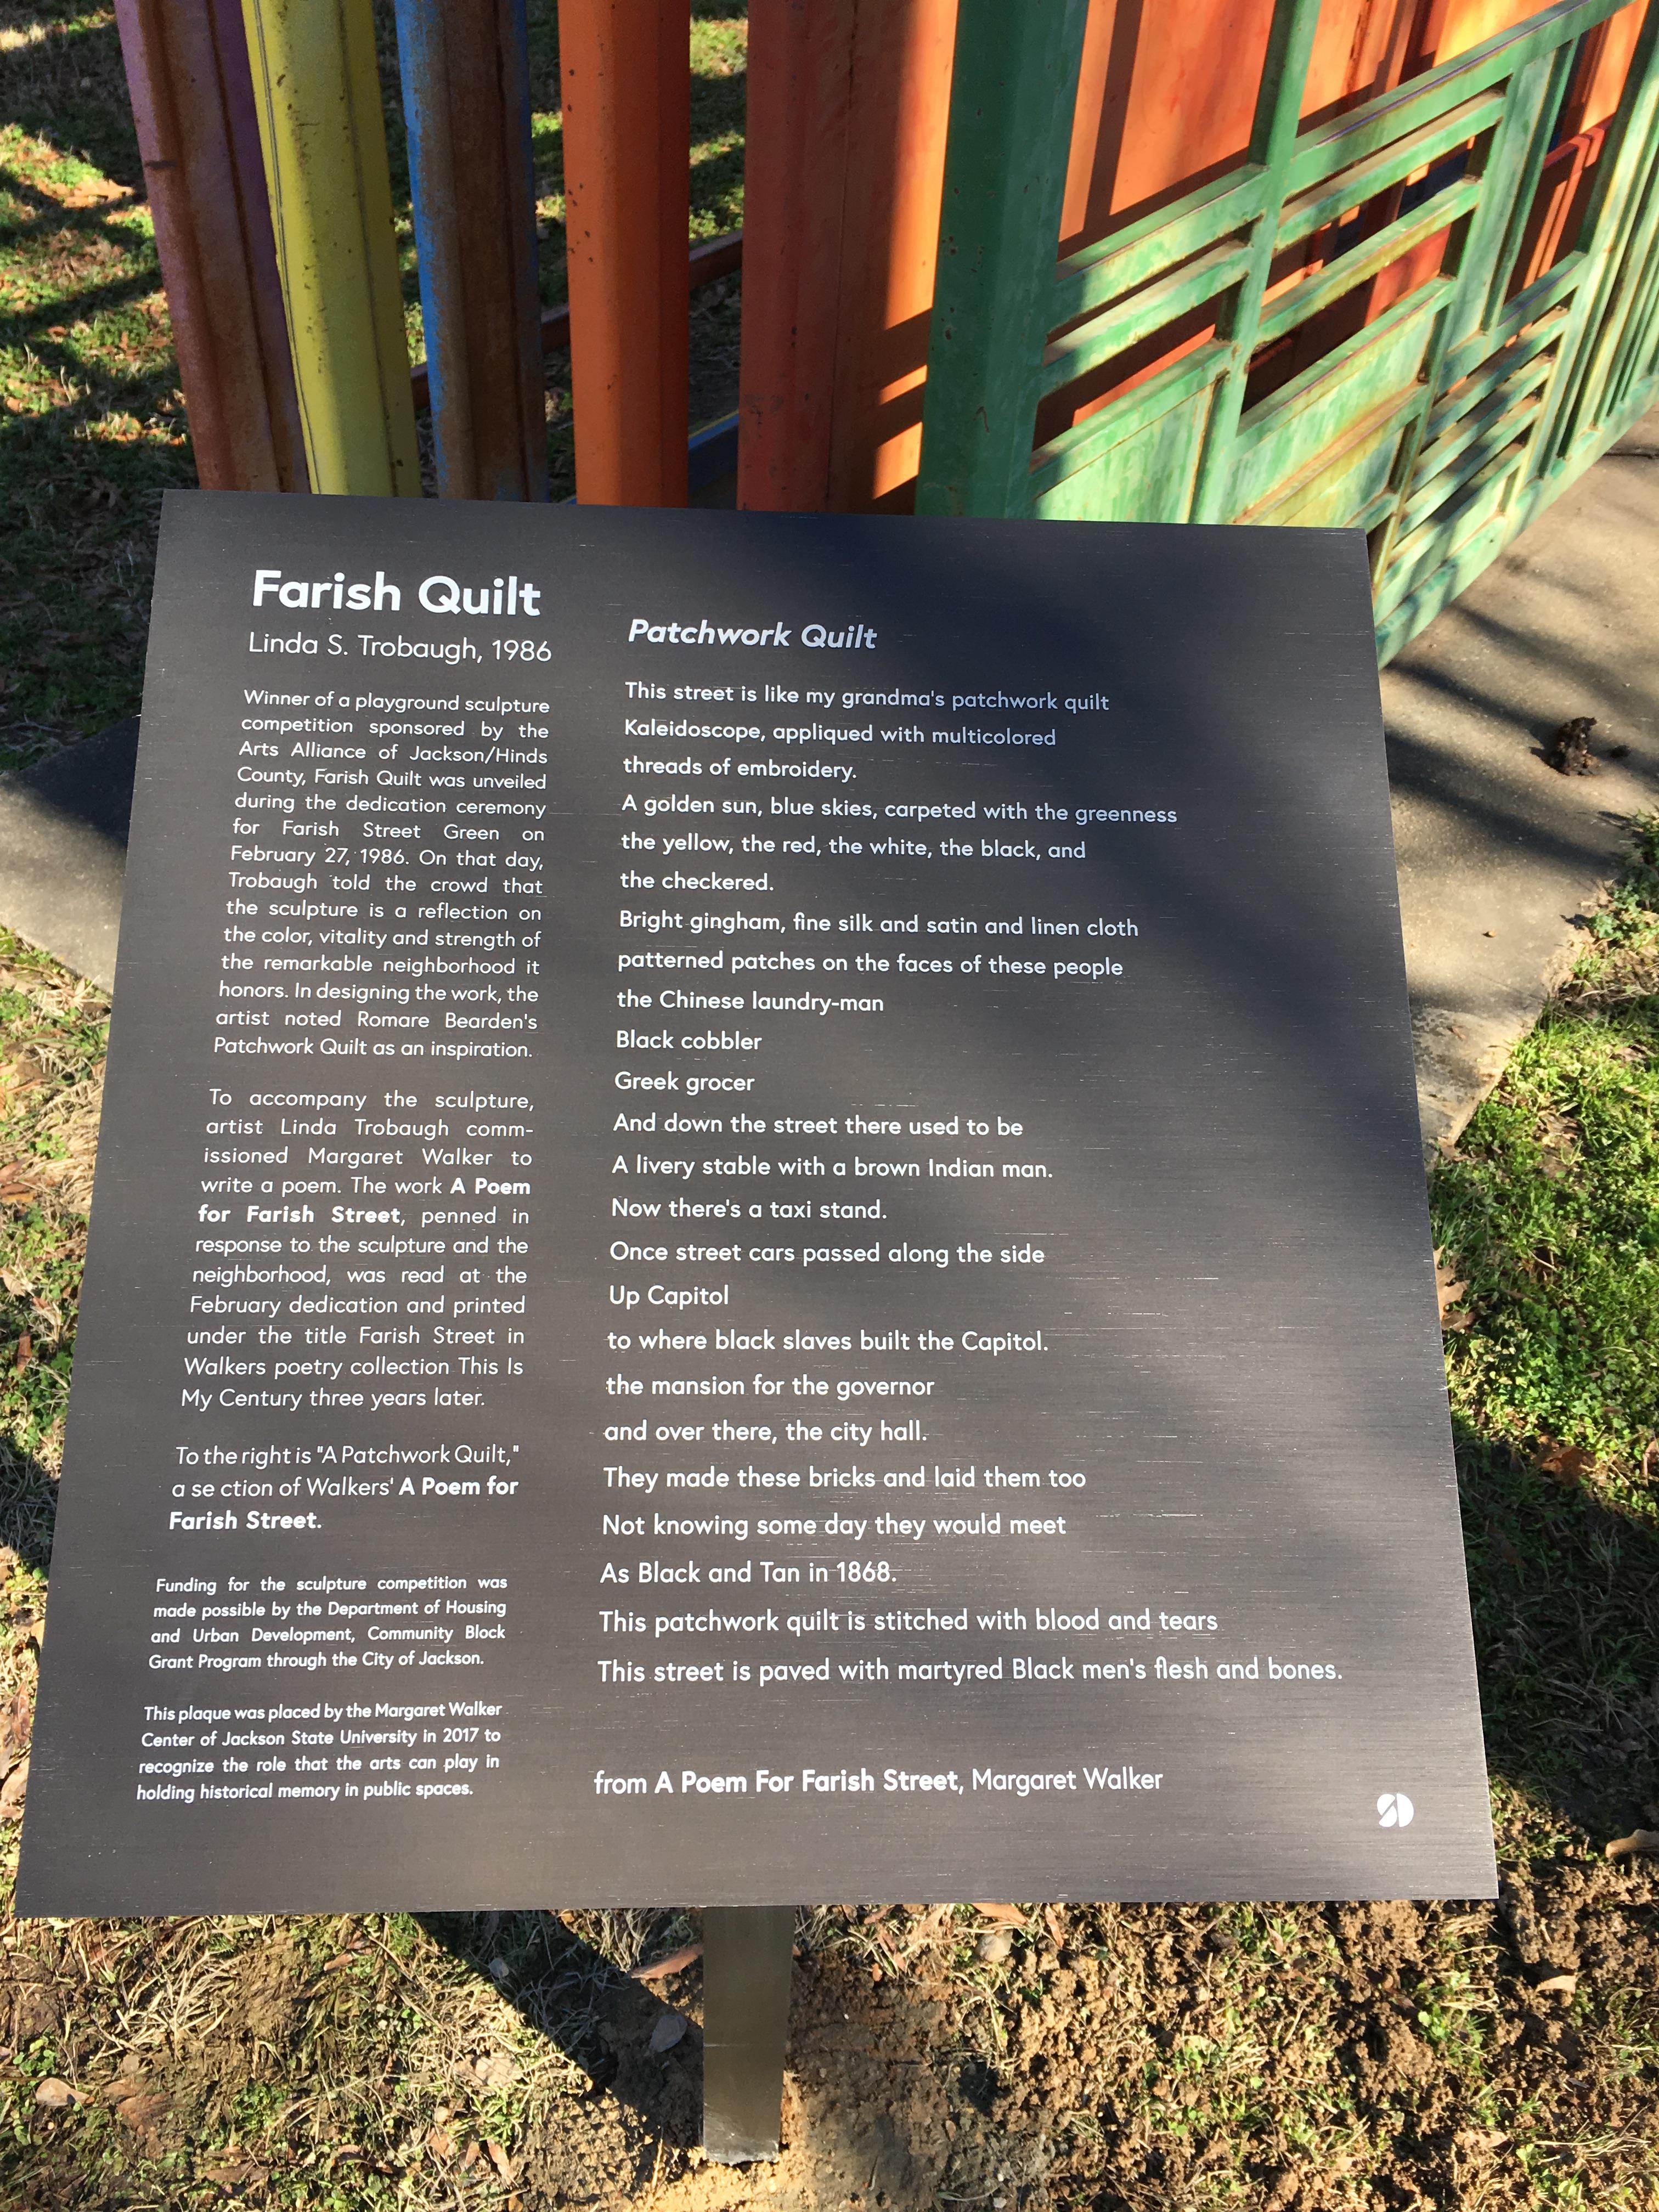 Farish Quilt
Linda S. Trobaugh, 1986
Winner of a playground sculpture
competition sponsored by the
Arts Alliance of Jackson/Hinds
County, Farish Quilt was unveiled
during the dedication ceremony
for Farish Street Green on
February 27, 1986. On that day,
Trobaugh told the crowd that
the sculpture is a reflection on
the color, vitality and strength of
the remarkable neighborhood it
honors. In designing the work, the
artist noted Romare Bearden's
Patchwork Quilt as an inspiration.
To accompany the sculpture,
artist Linda Trobaugh comm-
issioned Margaret Walker to
write a poem. The work A Poem
for Farish Street, penned in
response to the sculpture and the
neighborhood, was read at the
February dedication and printed
under the title Farish Street in
Walkers poetry collection This Is
My Century three years later.
To the right is "A Patchwork Quilt,"
a se ction of Walkers' A Poem for
Farish Street.
Funding for the sculpture competition was
made possible by the Department of Housing
and Urban Development, Community Block
Grant Program through the City of Jackson.
This plaque was placed by the Margaret Walker
Center of Jackson State University in 2017 to
recognize the role that the arts can play in
holding historical memory in public spaces.
Patchwork Quilt
This street is like my grandma's patchwork quilt
Kaleidoscope, appliqued with multicolored
threads of embroidery.
A golden sun, blue skies, carpeted with the greenness
the yellow, the red, the white, the black, and
the checkered.
Bright gingham, fine silk and satin and linen cloth
patterned patches on the faces of these people
the Chinese laundry-man
Black cobbler
Greek grocer
And down the street there used to be
A livery stable with a brown Indian man.
Now there's a taxi stand.
Once street cars passed along the side
Up Capitol
to where black slaves built the Capitol.
the mansion for the governor
and over there, the city hall.
They made these bricks and laid them too
Not knowing some day they would meet
As Black and Tan in 1868.
This patchwork quilt is stitched with blood and tears
This street is paved with martyred Black men's flesh and bones.
from A Poem For Farish Street, Margaret Walker